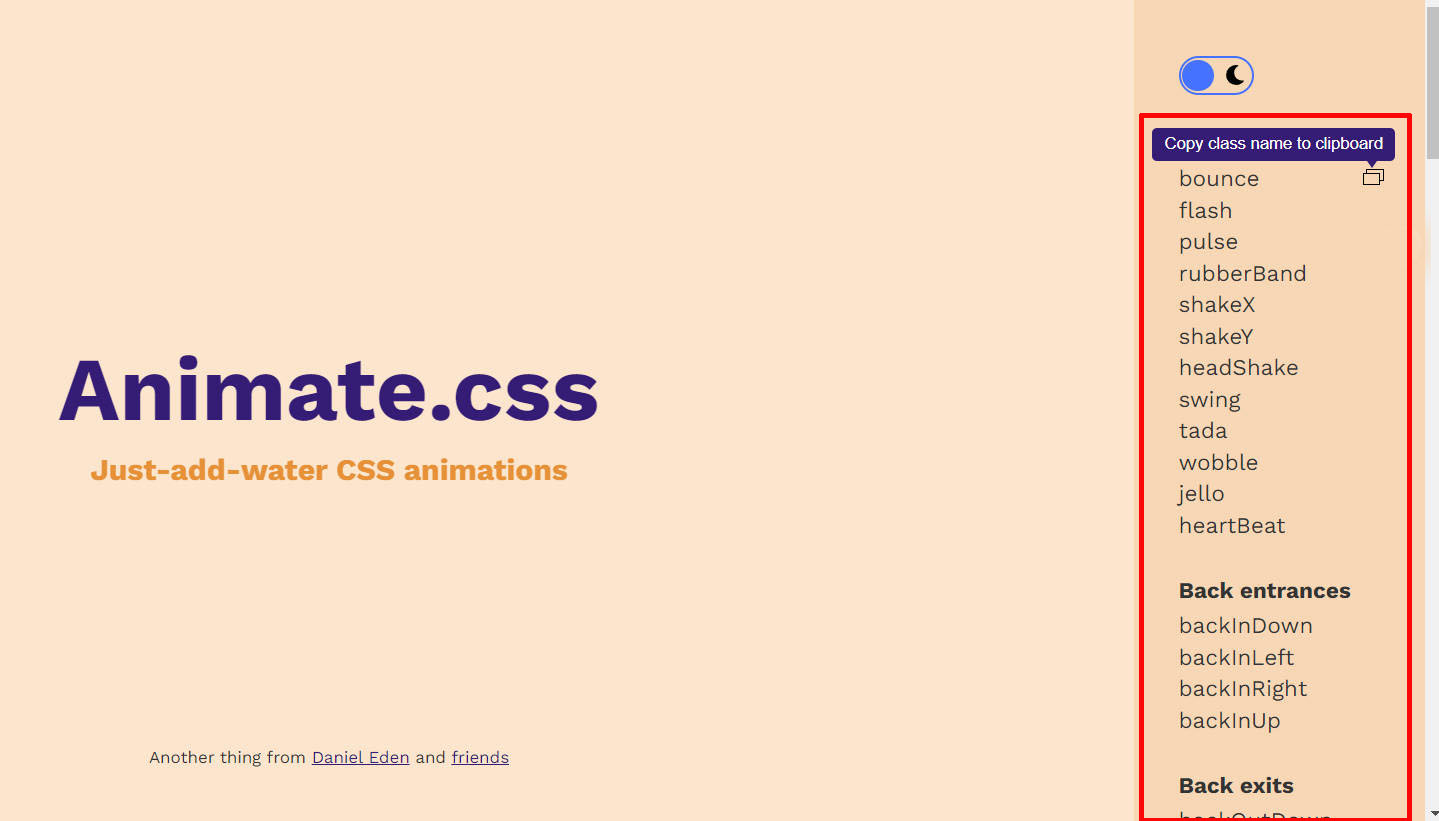 Animate.css
Just-add-water CSS animations
Another thing from Daniel Eden and friends
Copy class name to clipboard
bounce
flash
pulse
rubberBand
shakeX
shakeY
headShake
swing
tada
wobble
jello
heartBeat
Back entrances
backInDown
backInLeft
backInRight
backInUp
Back exits
backOutDown